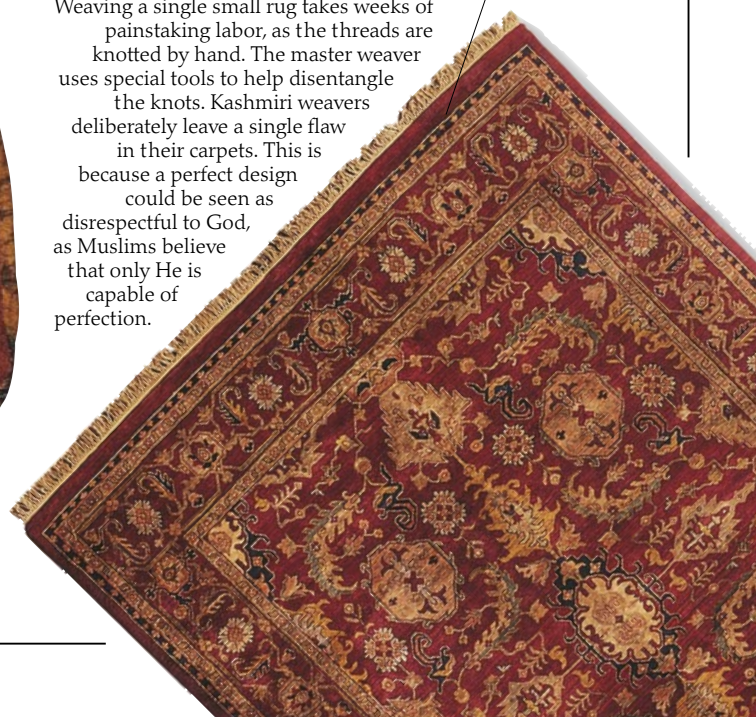 Weaving a single small rug takes weeks of
painstaking labor, as the threads are
knotted by hand. The master weaver
uses special tools to help disentangle
the knots. Kashmiri weavers
deliberately leave a single flaw
in their carpets. This is
because a perfect design
could be seen as
disrespectful to God,
as Muslims believe
that only He is
capable of
perfection.